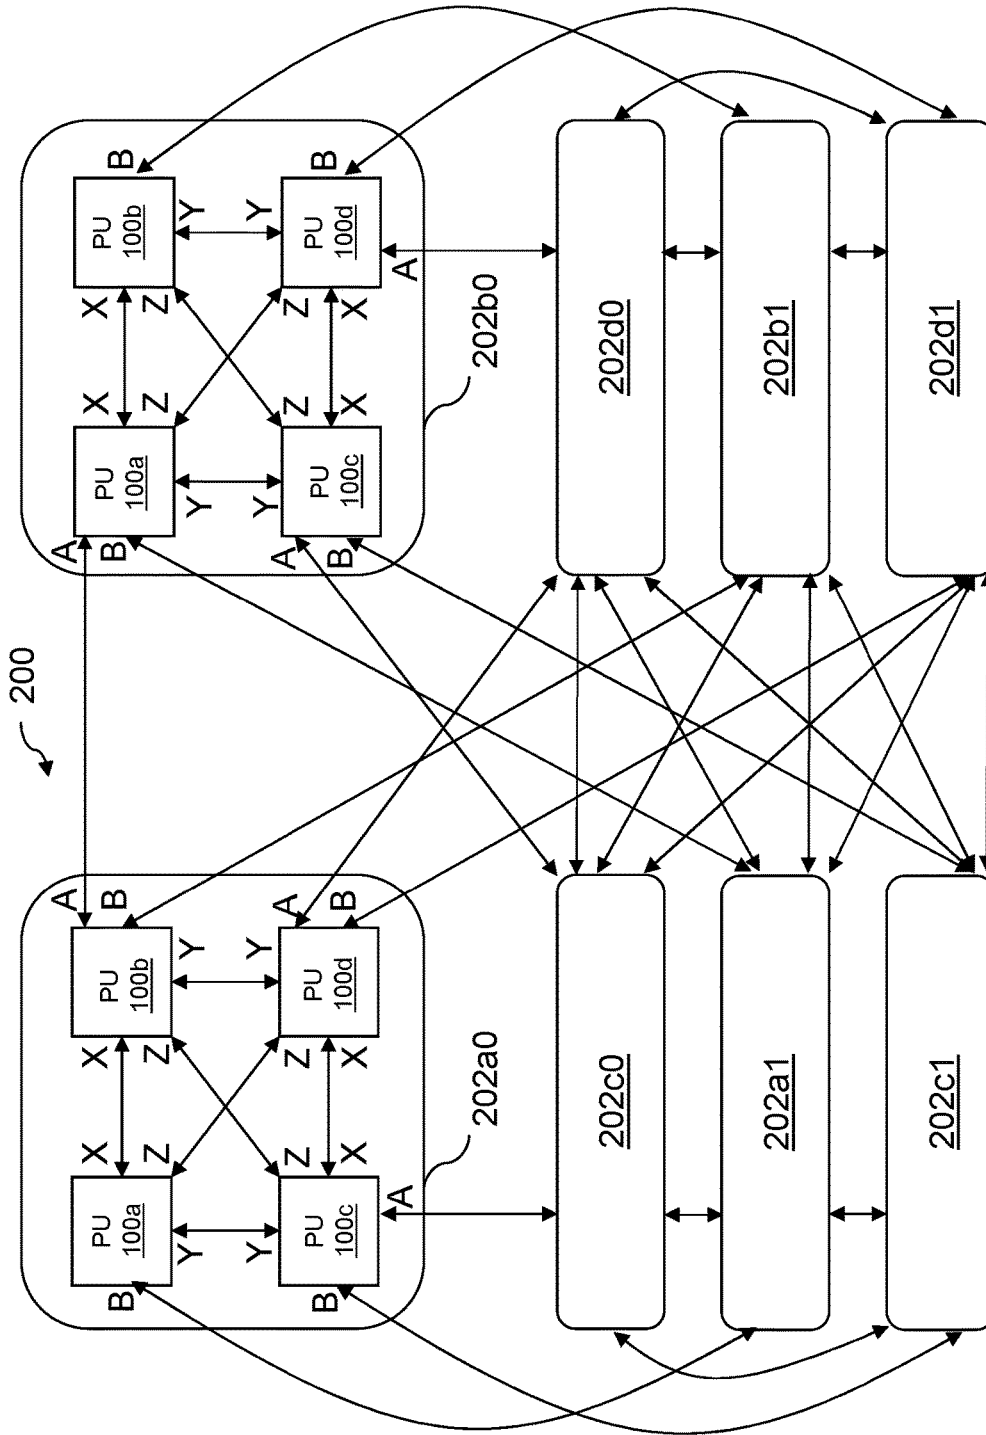 200
A A
X X X X
PU PU PU PU
B B B B
100a 100b 100a 100b
Z Z Z Z
Y Y Y Y
Y Y Y Y
A A
Z Z Z Z
PU PU PU PU
B B B B
100c 100d 100c 100d
X X X X
A A
202a0 202b0
202c0 202d0
202a1 202b1
202c1 202d1